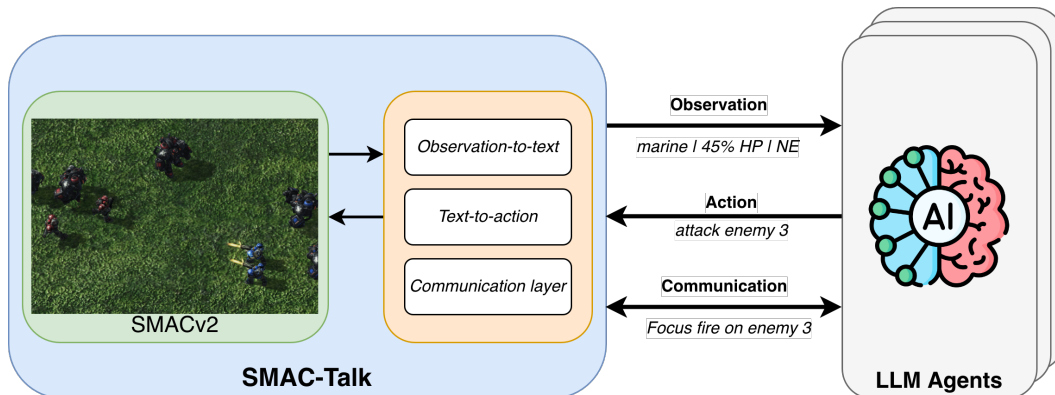 SMACv2
Observation-to-text
Text-to-action
Communication layer
SMAC-Talk
Observation
marine | 45% HP | NE
Action
attack enemy 3
Communication
Focus fire on enemy 3
AI
LLM Agents